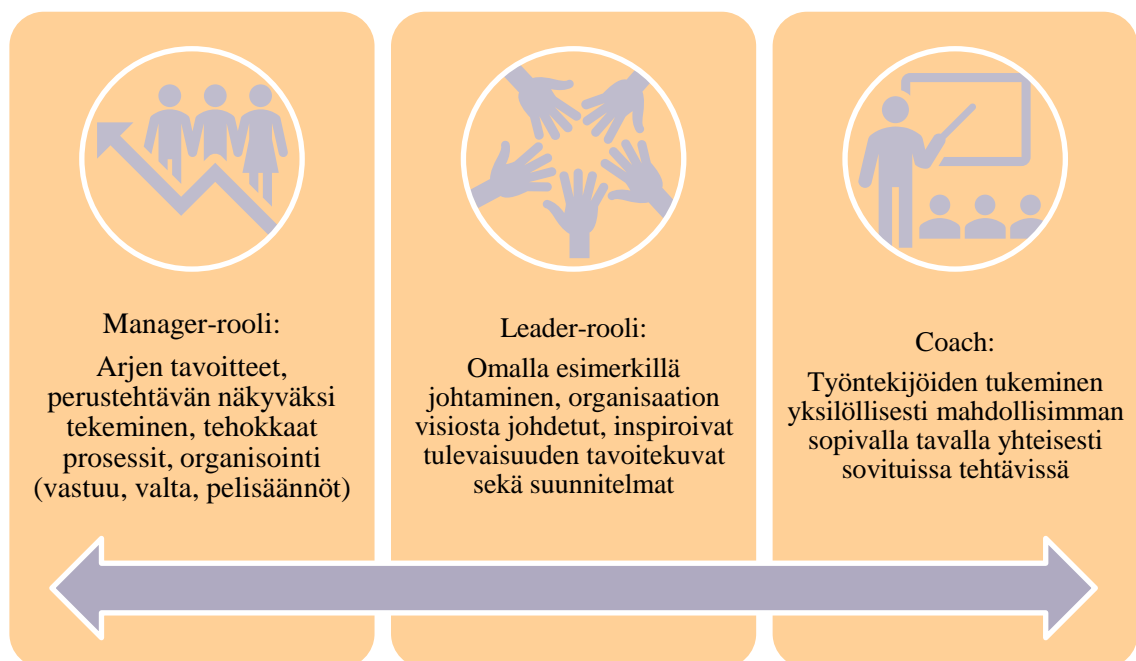 Manager-rooli:
Arjen tavoitteet,
perustehtävän näkyväksi
tekeminen, tehokkaat
prosessit, organisointi
(vastuu, valta, pelisäännöt)
Leader-rooli:
Omalla esimerkillä
johtaminen, organisaation
visiosta johdetut, inspiroivat
tulevaisuuden tavoitekuvat
sekä suunnitelmat
Coach:
Työntekijöiden tukeminen
yksilöllisesti mahdollisimman
sopivalla tavalla yhteisesti
sovituissa tehtävissä